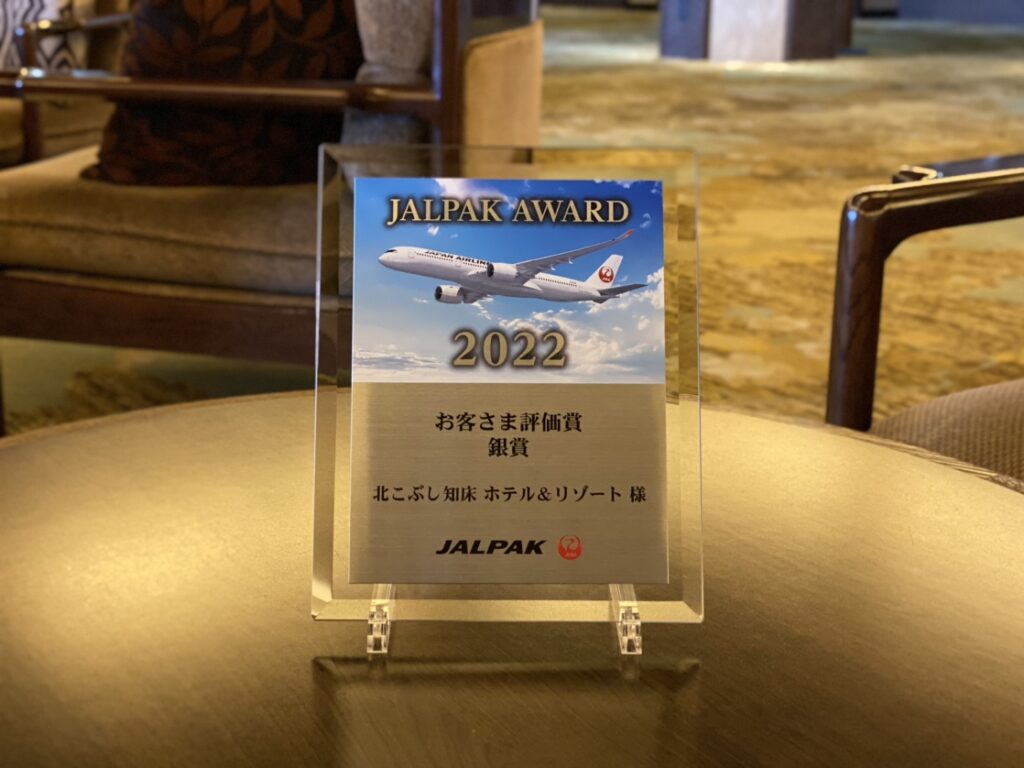 JALPAK AWARD
JAPAN AIRLINES
2022
お客さま評価賞
銀賞
北こぶし知床 ホテル&リゾート 様
JALPAK